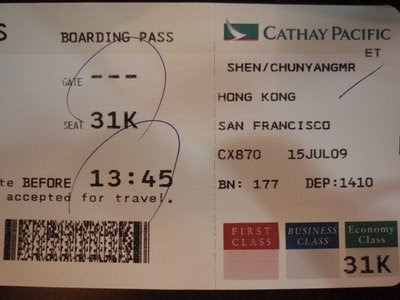 S BOARDING PASS
GATE ---
SEAT 31K
te BEFORE 13:45
accepted for travel.
CATHAY PACIFIC
ET
SHEN/CHUNYANGMR
HONG KONG
SAN FRANCISCO
CX870 15JUL09
BN: 177 DEP:1410
FIRST CLASS
BUSINESS CLASS
Economy Class
31K